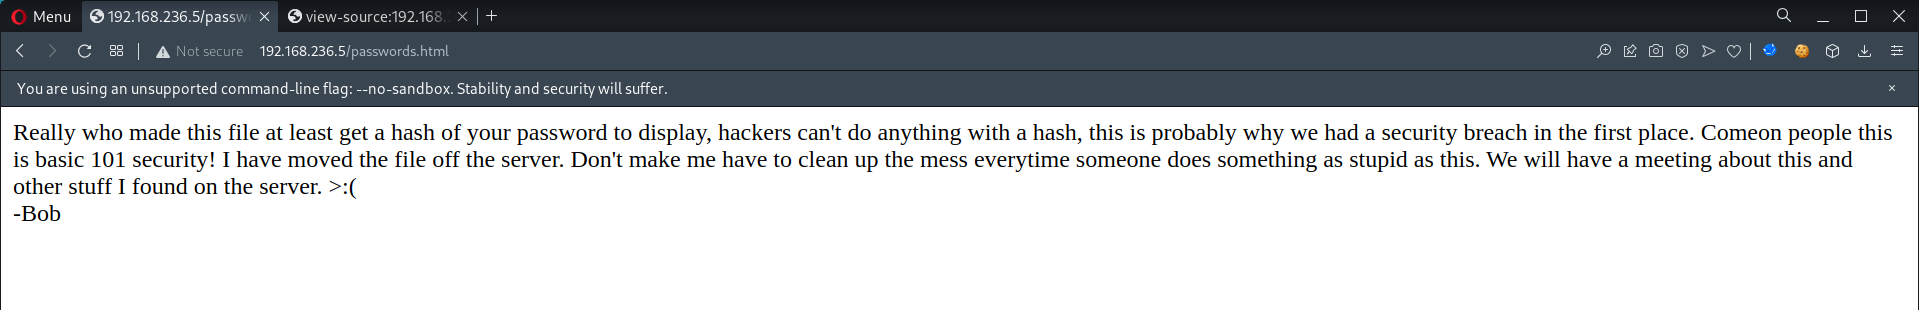 Menu
192.168.236.5/passw
view-source:192.168.
Not secure 192.168.236.5/passwords.html
You are using an unsupported command-line flag: --no-sandbox. Stability and security will suffer.
Really who made this file at least get a hash of your password to display, hackers can't do anything with a hash, this is probably why we had a security breach in the first place. Comeon people this
is basic 101 security! I have moved the file off the server. Don't make me have to clean up the mess everytime someone does something as stupid as this. We will have a meeting about this and
other stuff I found on the server. >:(
-Bob